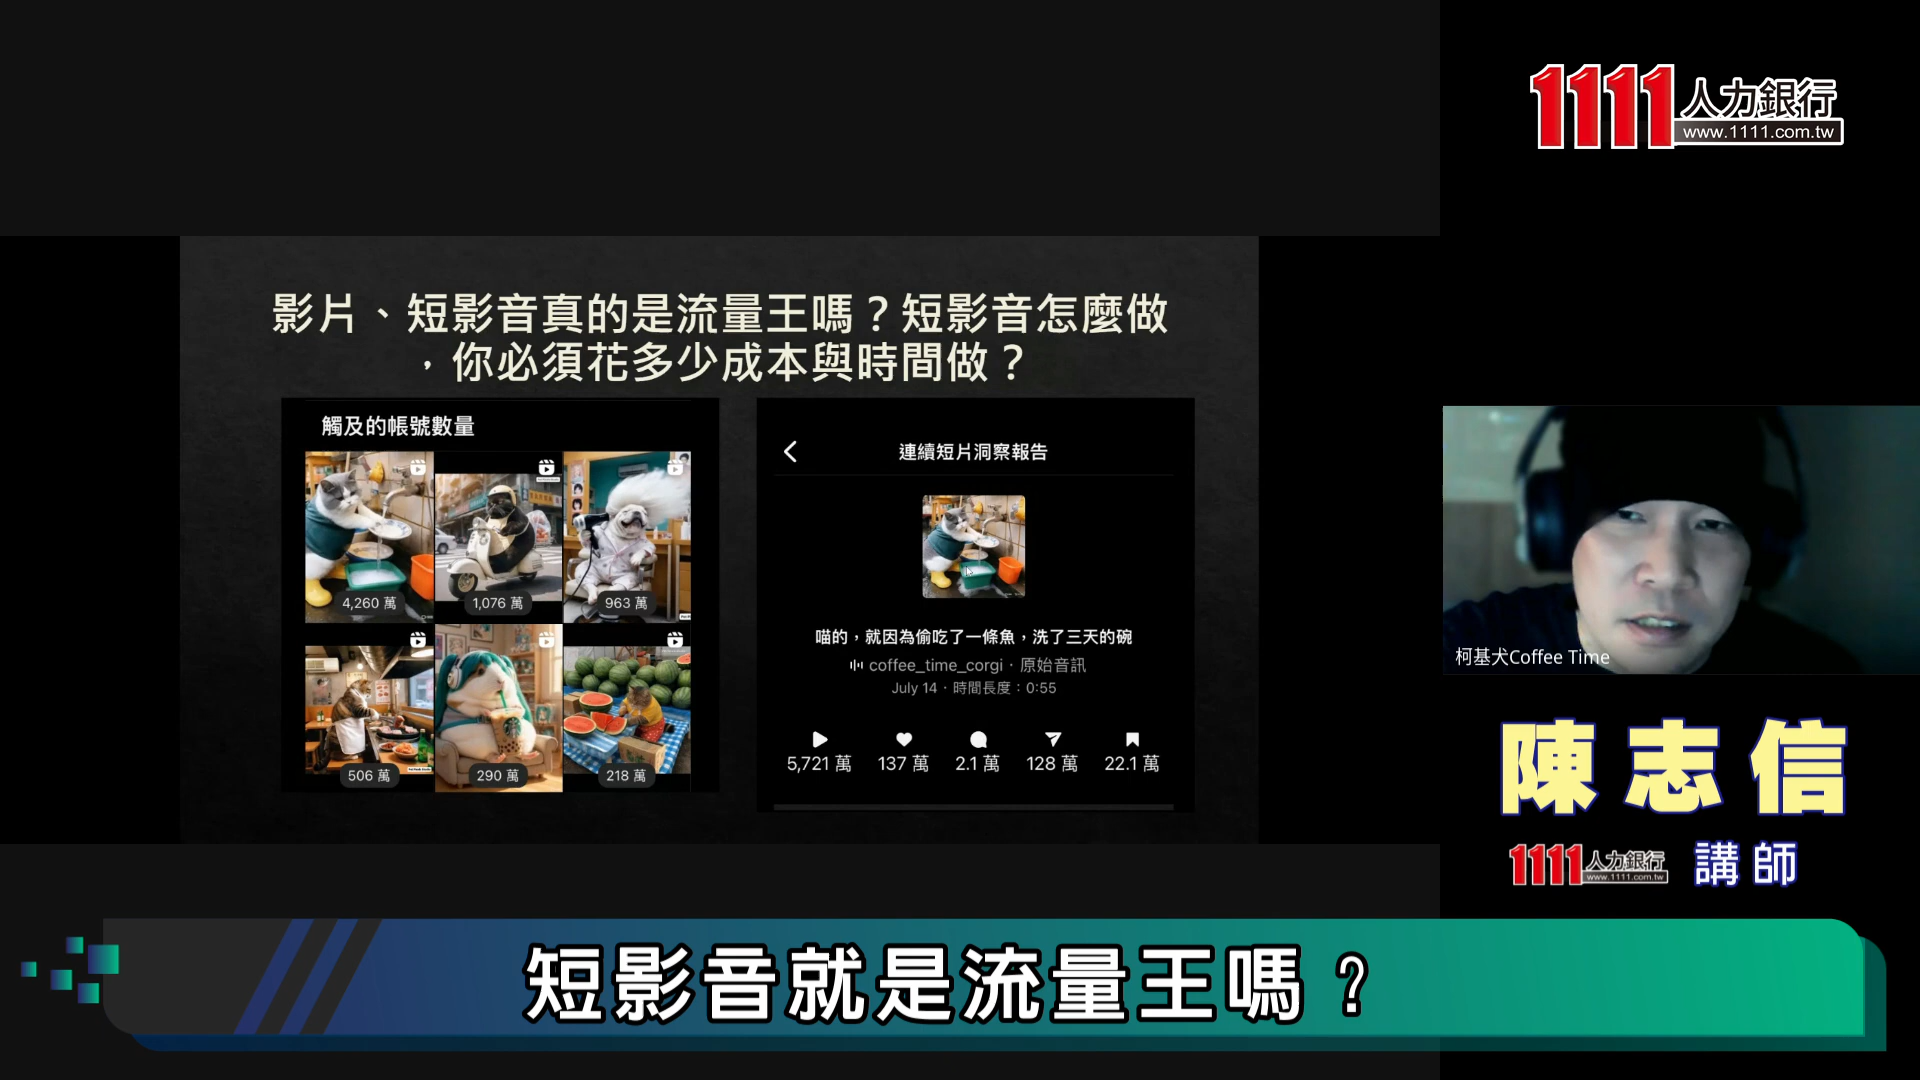 1111人力銀行
www.1111.com.tw
影片、短影音真的是流量王嗎？短影音怎麼做
，你必須花多少成本與時間做？
觸及的帳號數量
4,260 萬
1,076 萬
963 萬
506 萬
290 萬
218 萬
連續短片洞察報告
喵的，就因為偷吃了一條魚，洗了三天的碗
coffee_time_corgi · 原始音訊
July 14 · 時間長度：0:55
5,721 萬 137 萬 2.1 萬 128 萬 22.1 萬
柯基犬Coffee Time
陳志信
1111人力銀行 講師
www.1111.com.tw
短影音就是流量王嗎？